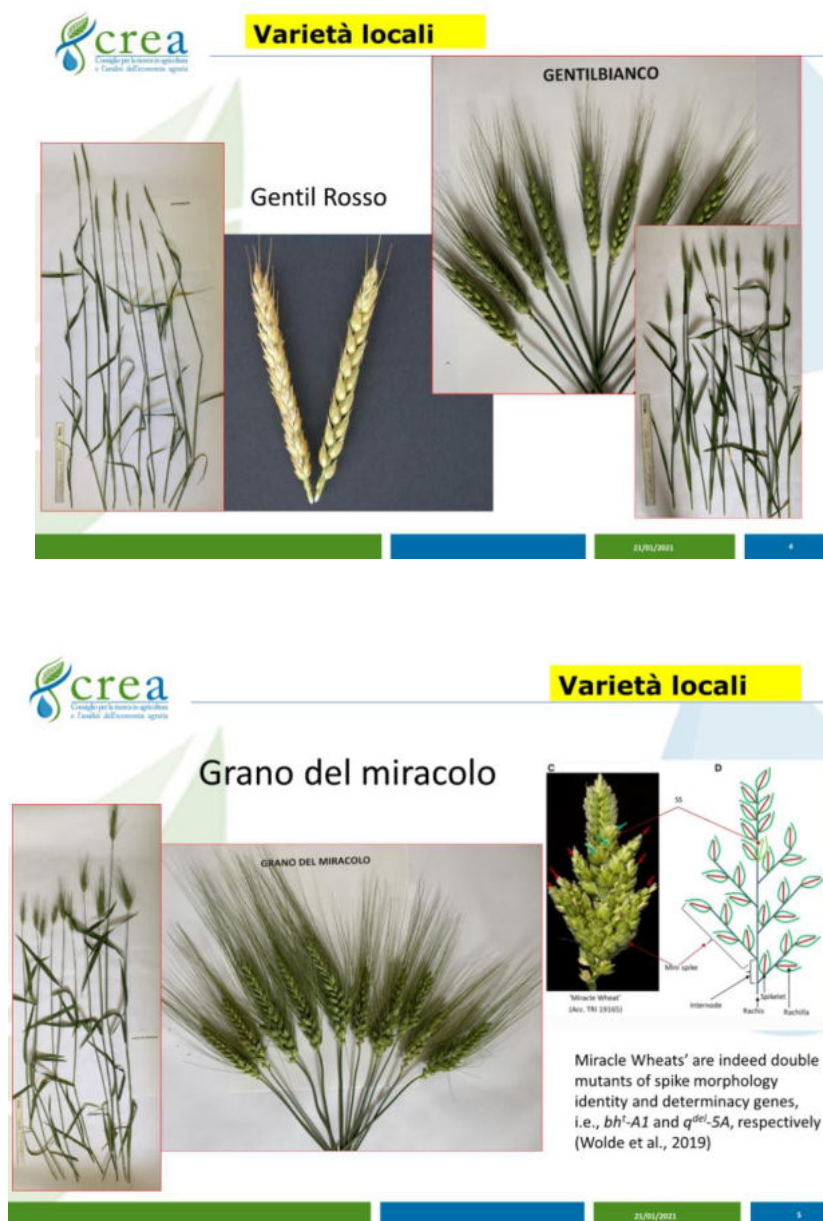 crea
Consiglio per la ricerca in agricoltura
e l'analisi dell'economia agraria
Varietà locali
GENTILBIANCO
Gentil Rosso
21/01/2021
4
crea
Consiglio per la ricerca in agricoltura
e l'analisi dell'economia agraria
Varietà locali
Grano del miracolo
GRANO DEL MIRACOLO
C
D
SS
Mini spike
'Miracle Wheat'
(Acc. TRI 19165)
Internode
Spikelet
Rachis
Rachilla
Miracle Wheats' are indeed double
mutants of spike morphology
identity and determinacy genes,
i.e., bhᵗ-A1 and qᵈᵉˡ-5A, respectively
(Wolde et al., 2019)
21/01/2021
5